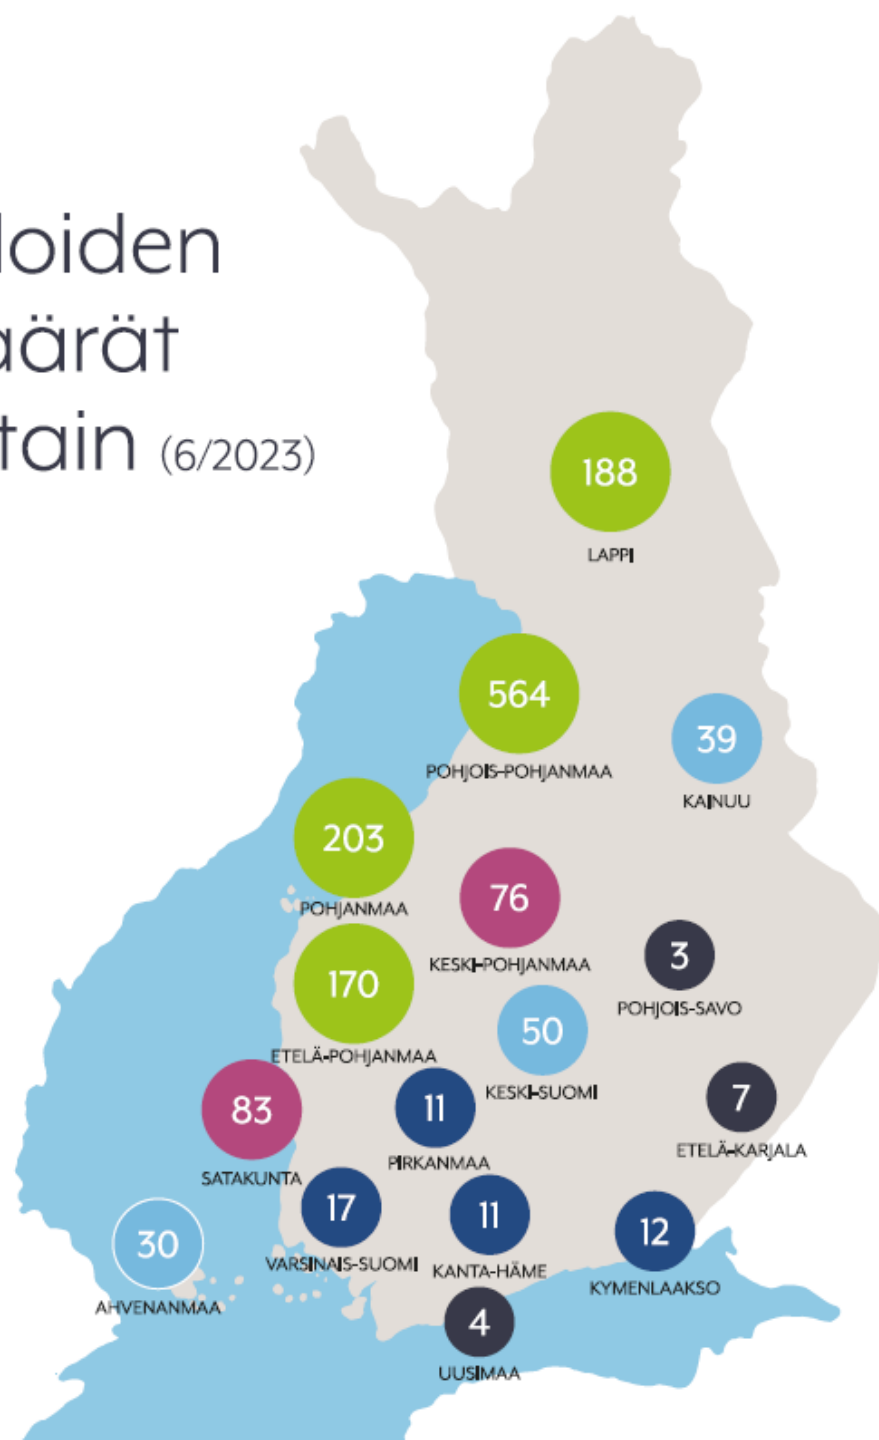 loiden
äärät
tain (6/2023)
188
LAPPI
564
POHJOIS-POHJANMAA
39
KAINUU
203
POHJANMAA
76
KESKI-POHJANMAA
3
POHJOIS-SAVO
170
ETELÄ-POHJANMAA
50
KESKI-SUOMI
83
SATAKUNTA
11
PIRKANMAA
7
ETELÄ-KARJALA
17
VARSINAIS-SUOMI
11
KANTA-HÄME
12
KYMENLAAKSO
30
AHVENANMAA
4
UUSIMAA